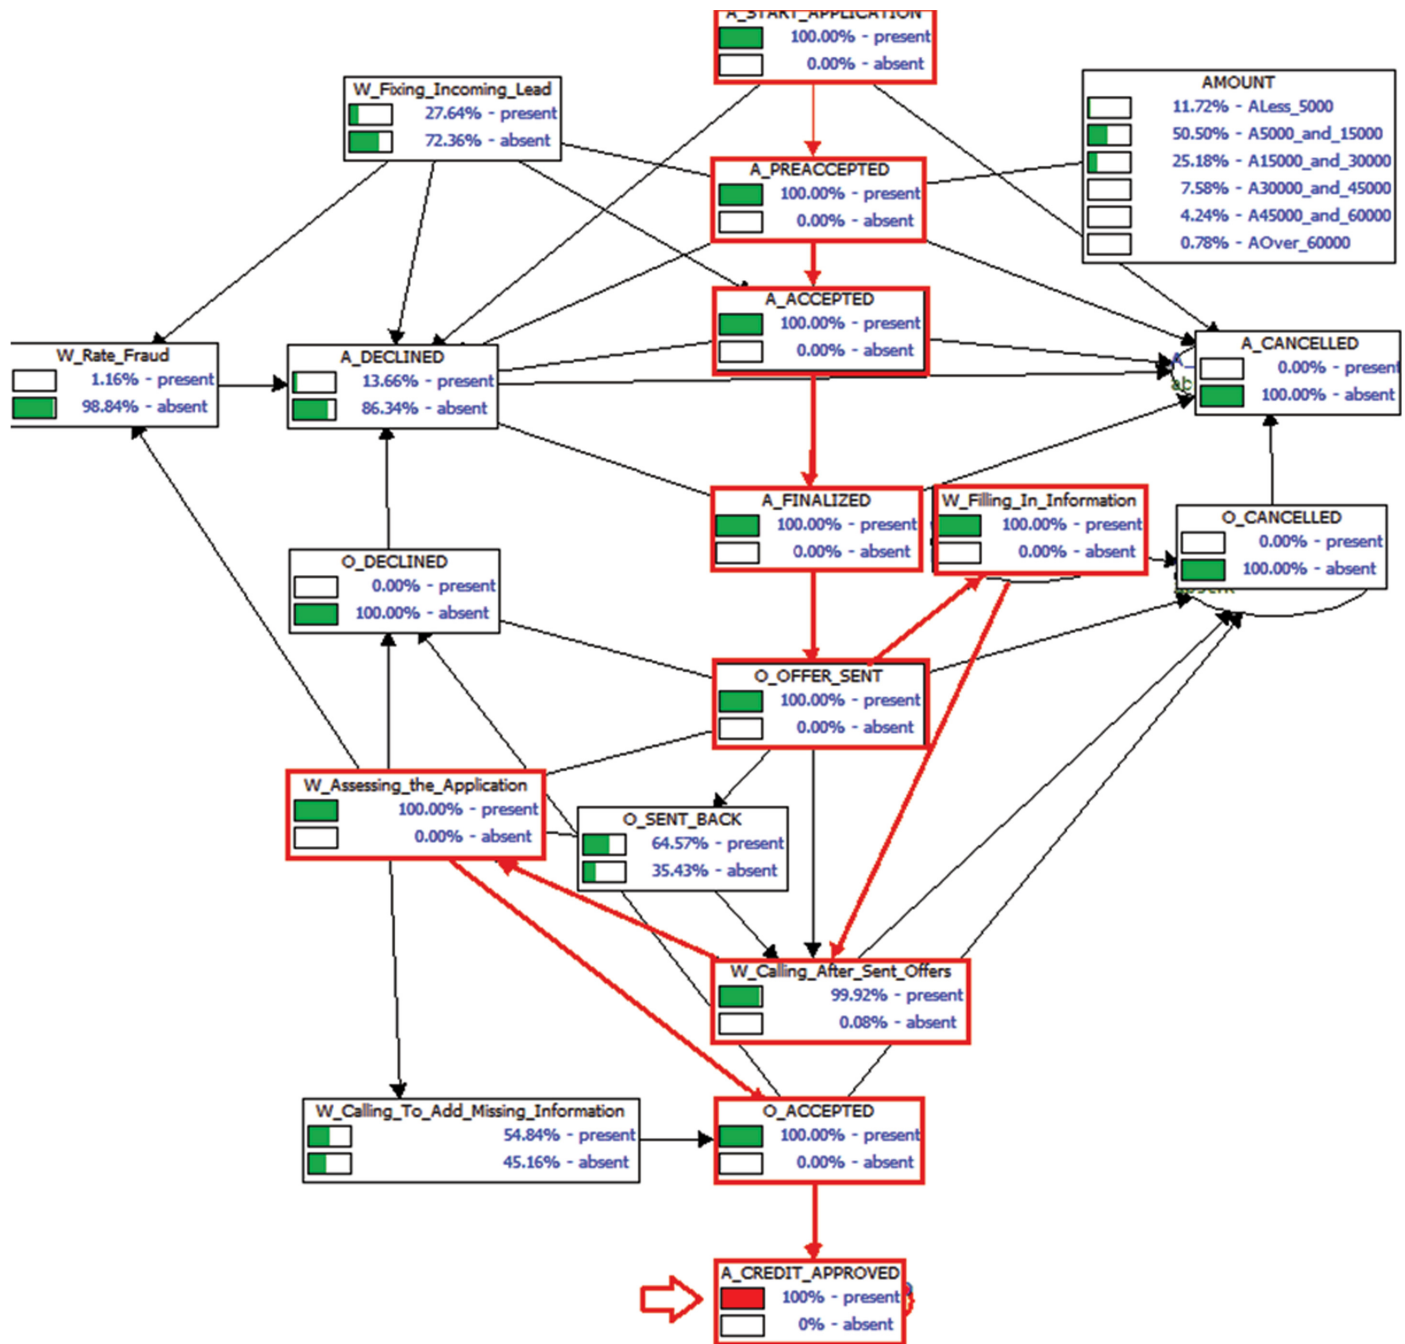 A_START_APPLICATION
100.00% - present
0.00% - absent
W_Fixing_Incoming_Lead
27.64% - present
72.36% - absent
AMOUNT
11.72% - ALess_5000
50.50% - A5000_and_15000
25.18% - A15000_and_30000
7.58% - A30000_and_45000
4.24% - A45000_and_60000
0.78% - AOver_60000
A_PREACCEPTED
100.00% - present
0.00% - absent
A_ACCEPTED
100.00% - present
0.00% - absent
W_Rate_Fraud
1.16% - present
98.84% - absent
A_DECLINED
13.66% - present
86.34% - absent
A_CANCELLED
0.00% - present
100.00% - absent
A_FINALIZED
100.00% - present
0.00% - absent
W_Filling_In_Information
100.00% - present
0.00% - absent
O_CANCELLED
0.00% - present
100.00% - absent
O_DECLINED
0.00% - present
100.00% - absent
O_OFFER_SENT
100.00% - present
0.00% - absent
W_Assessing_the_Application
100.00% - present
0.00% - absent
O_SENT_BACK
64.57% - present
35.43% - absent
W_Calling_After_Sent_Offers
99.92% - present
0.08% - absent
W_Calling_To_Add_Missing_Information
54.84% - present
45.16% - absent
O_ACCEPTED
100.00% - present
0.00% - absent
A_CREDIT_APPROVED
100% - present
0% - absent